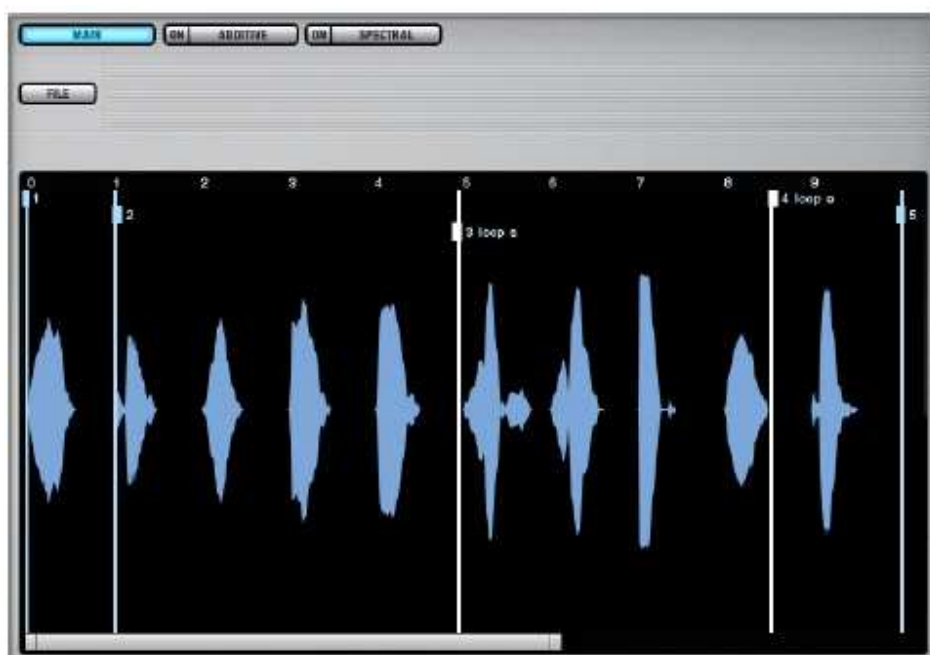 MAIN ON ADDITIVE ON SPECTRAL
FILE
0 1 2 3 4 5 6 7 8 9
1 4 loop e
2 5
3 loop s